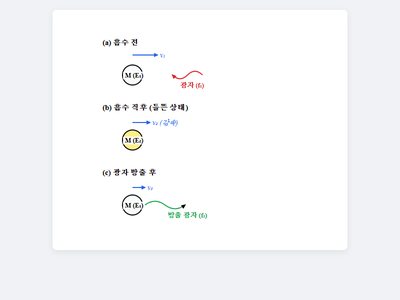 (a) 흡수 전
v₁
M (E₁)
광자 (f₁)
(b) 흡수 직후 (들뜬 상태)
M (E₂)
(c) 광자 방출 후
M (E₁)
방출 광자 (f₂)